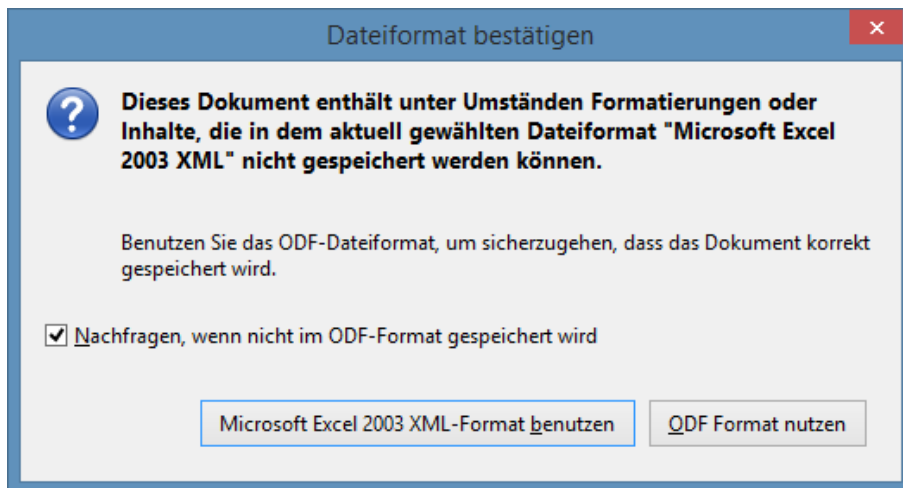 Dateiformat bestätigen
Dieses Dokument enthält unter Umständen Formatierungen oder
Inhalte, die in dem aktuell gewählten Dateiformat "Microsoft Excel
2003 XML" nicht gespeichert werden können.
Benutzen Sie das ODF-Dateiformat, um sicherzugehen, dass das Dokument korrekt
gespeichert wird.
Nachfragen, wenn nicht im ODF-Format gespeichert wird
Microsoft Excel 2003 XML-Format benutzen
ODF Format nutzen